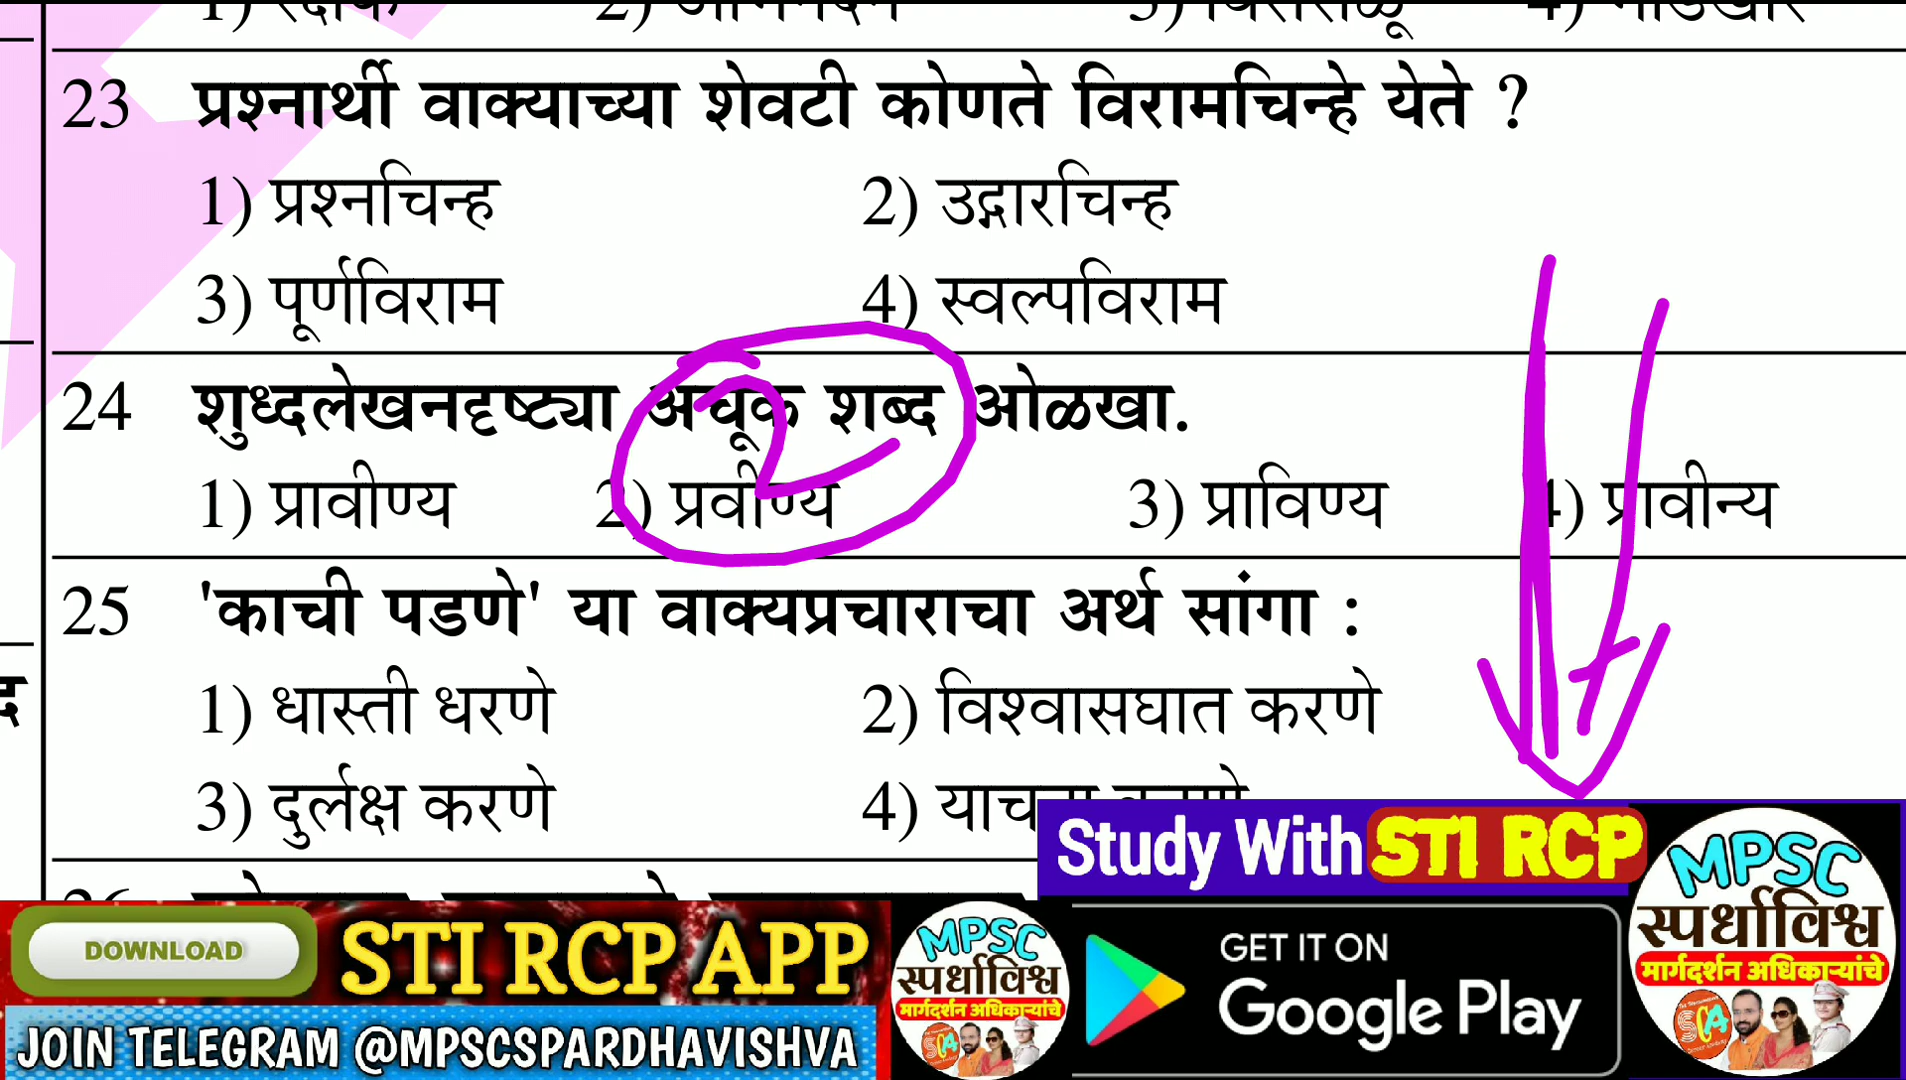 23 प्रश्नार्थी वाक्याच्या शेवटी कोणते विरामचिन्हे येते ?
1) प्रश्नचिन्ह 2) उद्गारचिन्ह
3) पूर्णविराम 4) स्वल्पविराम
24 शुध्दलेखनदृष्ट्या अचूक शब्द ओळखा.
1) प्रावीण्य 2) प्रवीण्य 3) प्राविण्य 4) प्रावीन्य
2
25 'काची पडणे' या वाक्यप्रचाराचा अर्थ सांगा :
द
1) धास्ती धरणे 2) विश्वासघात करणे
3) दुर्लक्ष करणे 4)
Study With STI RCP
MPSC
स्पर्धाविश्व
मार्गदर्शन अधिकाऱ्यांचे
DOWNLOAD STI RCP APP
JOIN TELEGRAM @MPSCSPARDHAVISHVA
MPSC
स्पर्धाविश्व
मार्गदर्शन अधिकाऱ्यांचे
GET IT ON
Google Play